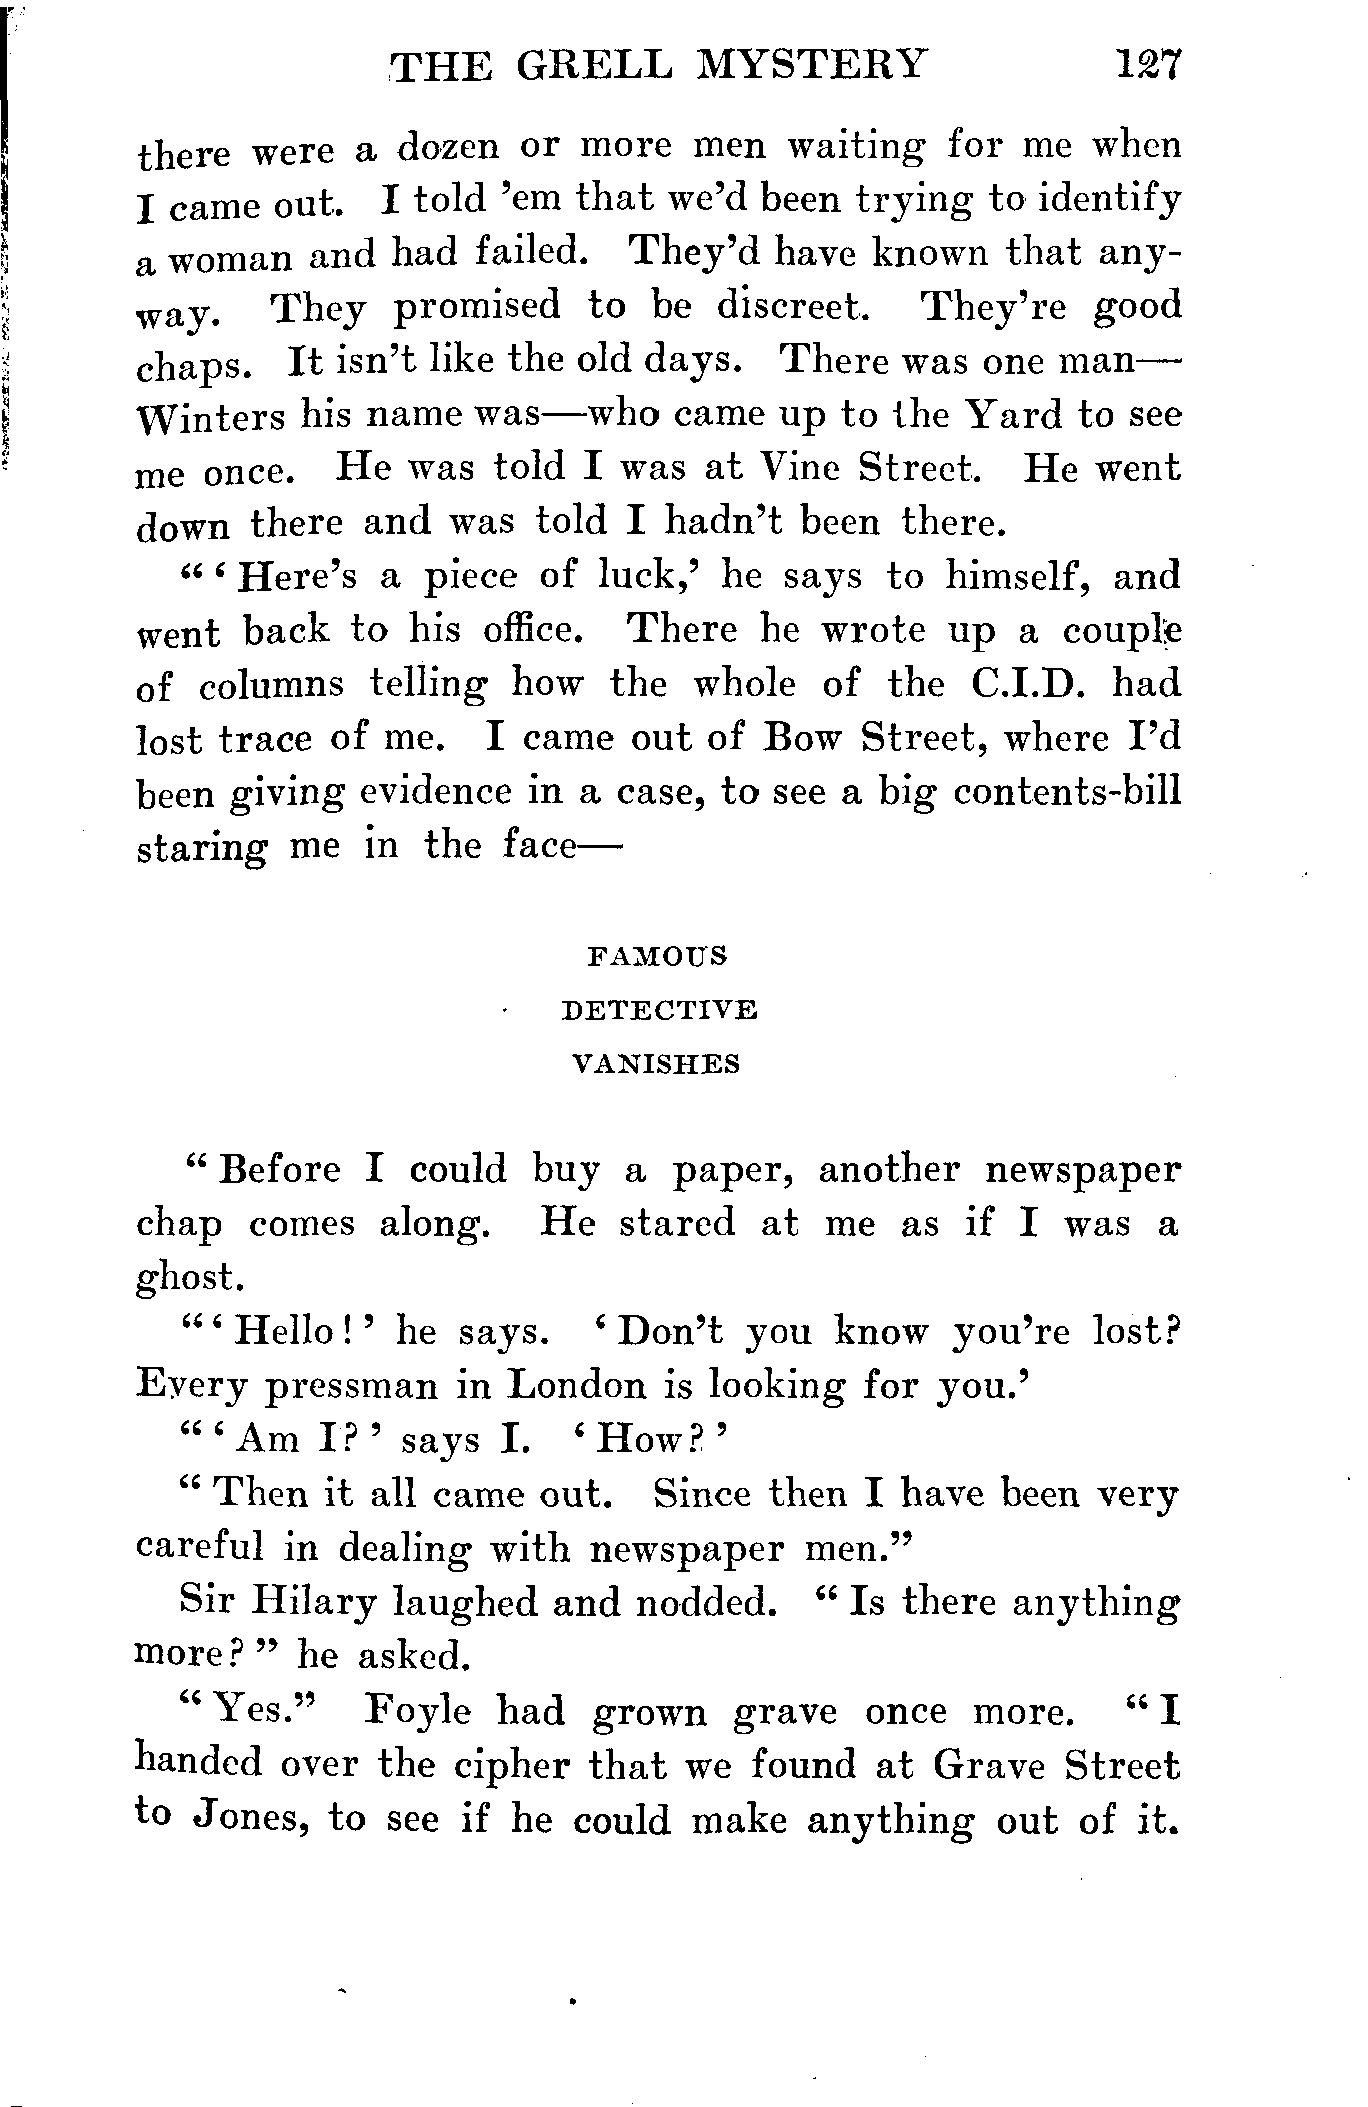 THE GRELL MYSTERY 127
there were a dozen or more men waiting for me when
I came out. I told ’em that we’d been trying to identify
a woman and had failed. They’d have known that any-
way. They promised to be discreet. They’re good
chaps. It isn’t like the old days. There was one man—
Winters his name was—who came up to the Yard to see
me once. He was told I was at Vine Street. He went
down there and was told I hadn’t been there.
“ ‘ Here’s a piece of luck,’ he says to himself, and
went back to his office. There he wrote up a couple
of columns telling how the whole of the C.I.D. had
lost trace of me. I came out of Bow Street, where I’d
been giving evidence in a case, to see a big contents-bill
staring me in the face—
FAMOUS
DETECTIVE
VANISHES
“ Before I could buy a paper, another newspaper
chap comes along. He stared at me as if I was a
ghost.
“ ‘ Hello ! ’ he says. ‘ Don’t you know you’re lost?
Every pressman in London is looking for you.’
“ ‘ Am I? ’ says I. ‘ How? ’
“ Then it all came out. Since then I have been very
careful in dealing with newspaper men.”
Sir Hilary laughed and nodded. “ Is there anything
more? ” he asked.
“ Yes.” Foyle had grown grave once more. “ I
handed over the cipher that we found at Grave Street
to Jones, to see if he could make anything out of it.